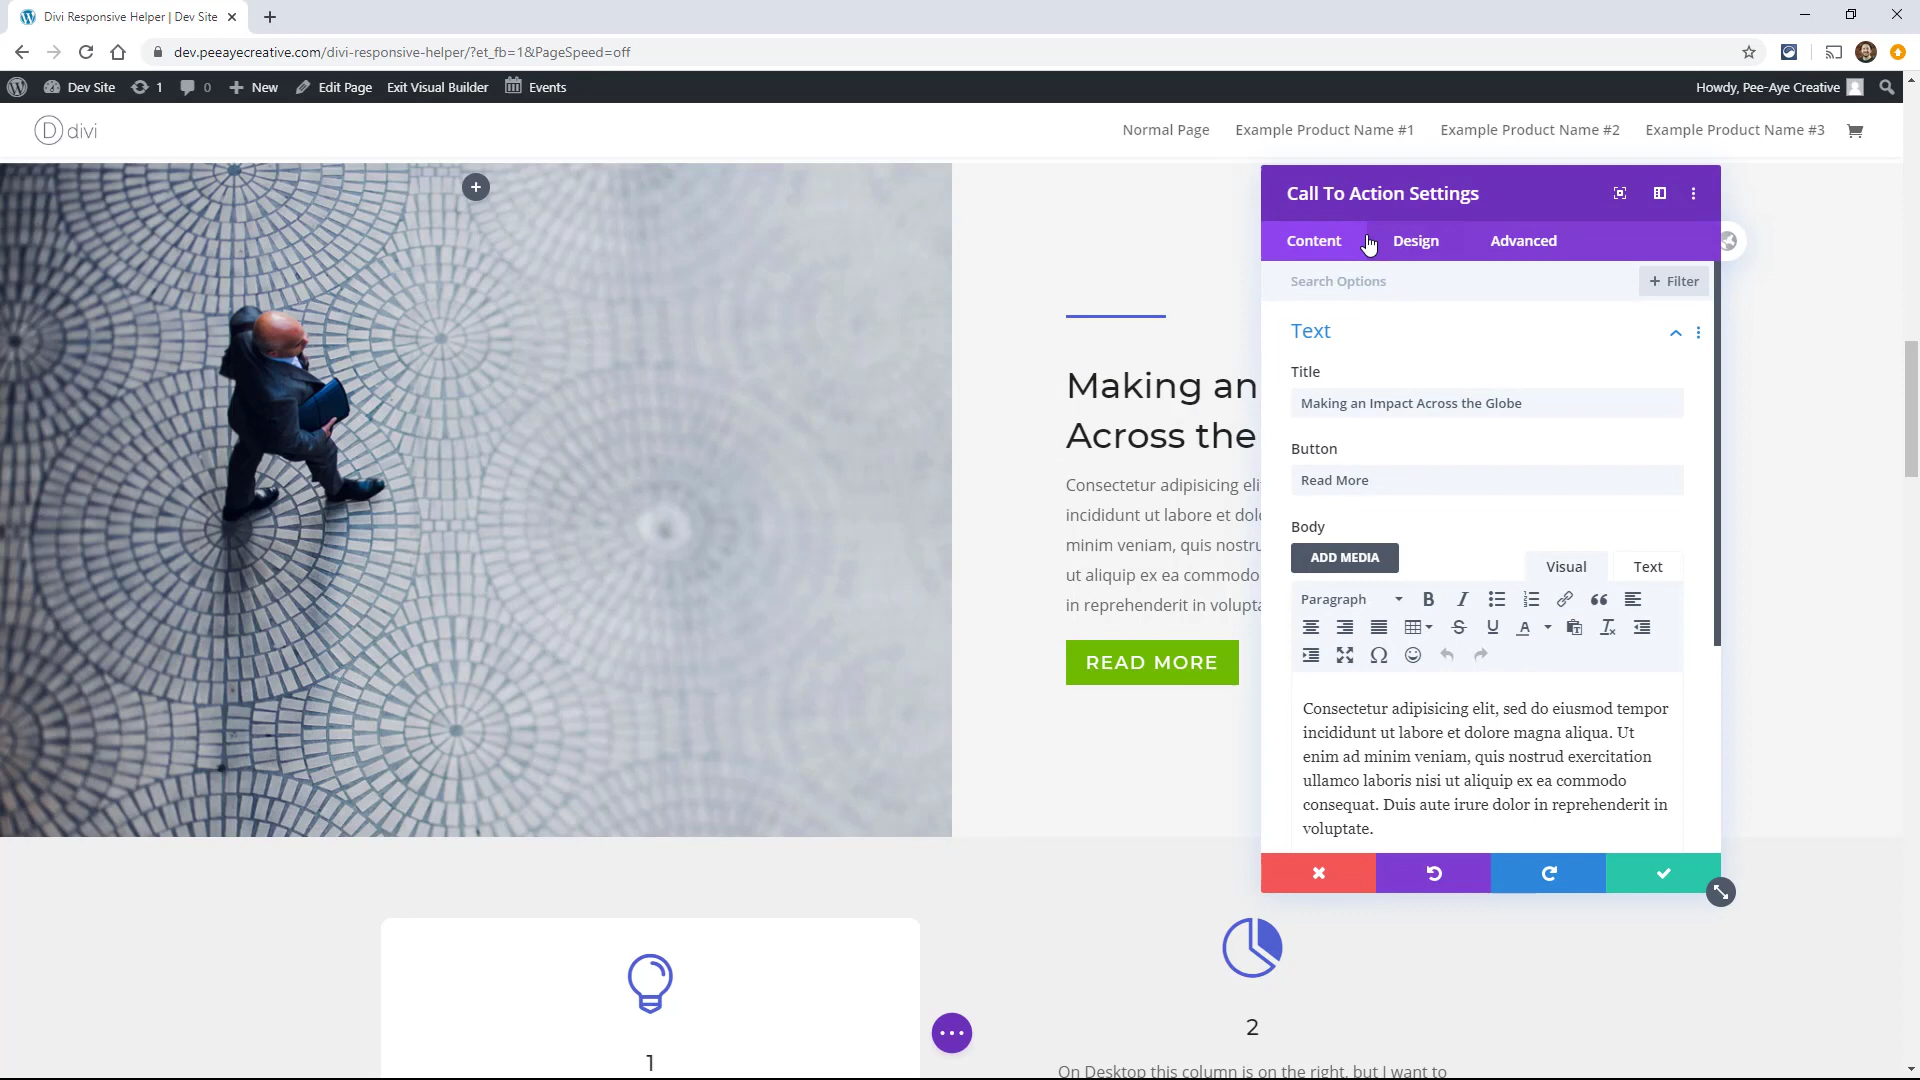 Divi Responsive Helper | Dev Site
dev.peeayecreative.com/divi-responsive-helper/?et_fb=1&PageSpeed=off
Dev Site 1 0 New Edit Page Exit Visual Builder Events
Howdy, Pee-Aye Creative
D divi
Normal Page Example Product Name #1 Example Product Name #2 Example Product Name #3
Making an
Across the
Consectetur adipisicing eli
incididunt ut labore et dol
minim veniam, quis nostru
ut aliquip ex ea commodo
in reprehenderit in volupta
READ MORE
Call To Action Settings
Content Design Advanced
Search Options
+ Filter
Text
Title
Making an Impact Across the Globe
Button
Read More
Body
ADD MEDIA
Visual Text
Paragraph
Consectetur adipisicing elit, sed do eiusmod tempor
incididunt ut labore et dolore magna aliqua. Ut
enim ad minim veniam, quis nostrud exercitation
ullamco laboris nisi ut aliquip ex ea commodo
consequat. Duis aute irure dolor in reprehenderit in
voluptate.
1
2
On Desktop this column is on the right, but I want to